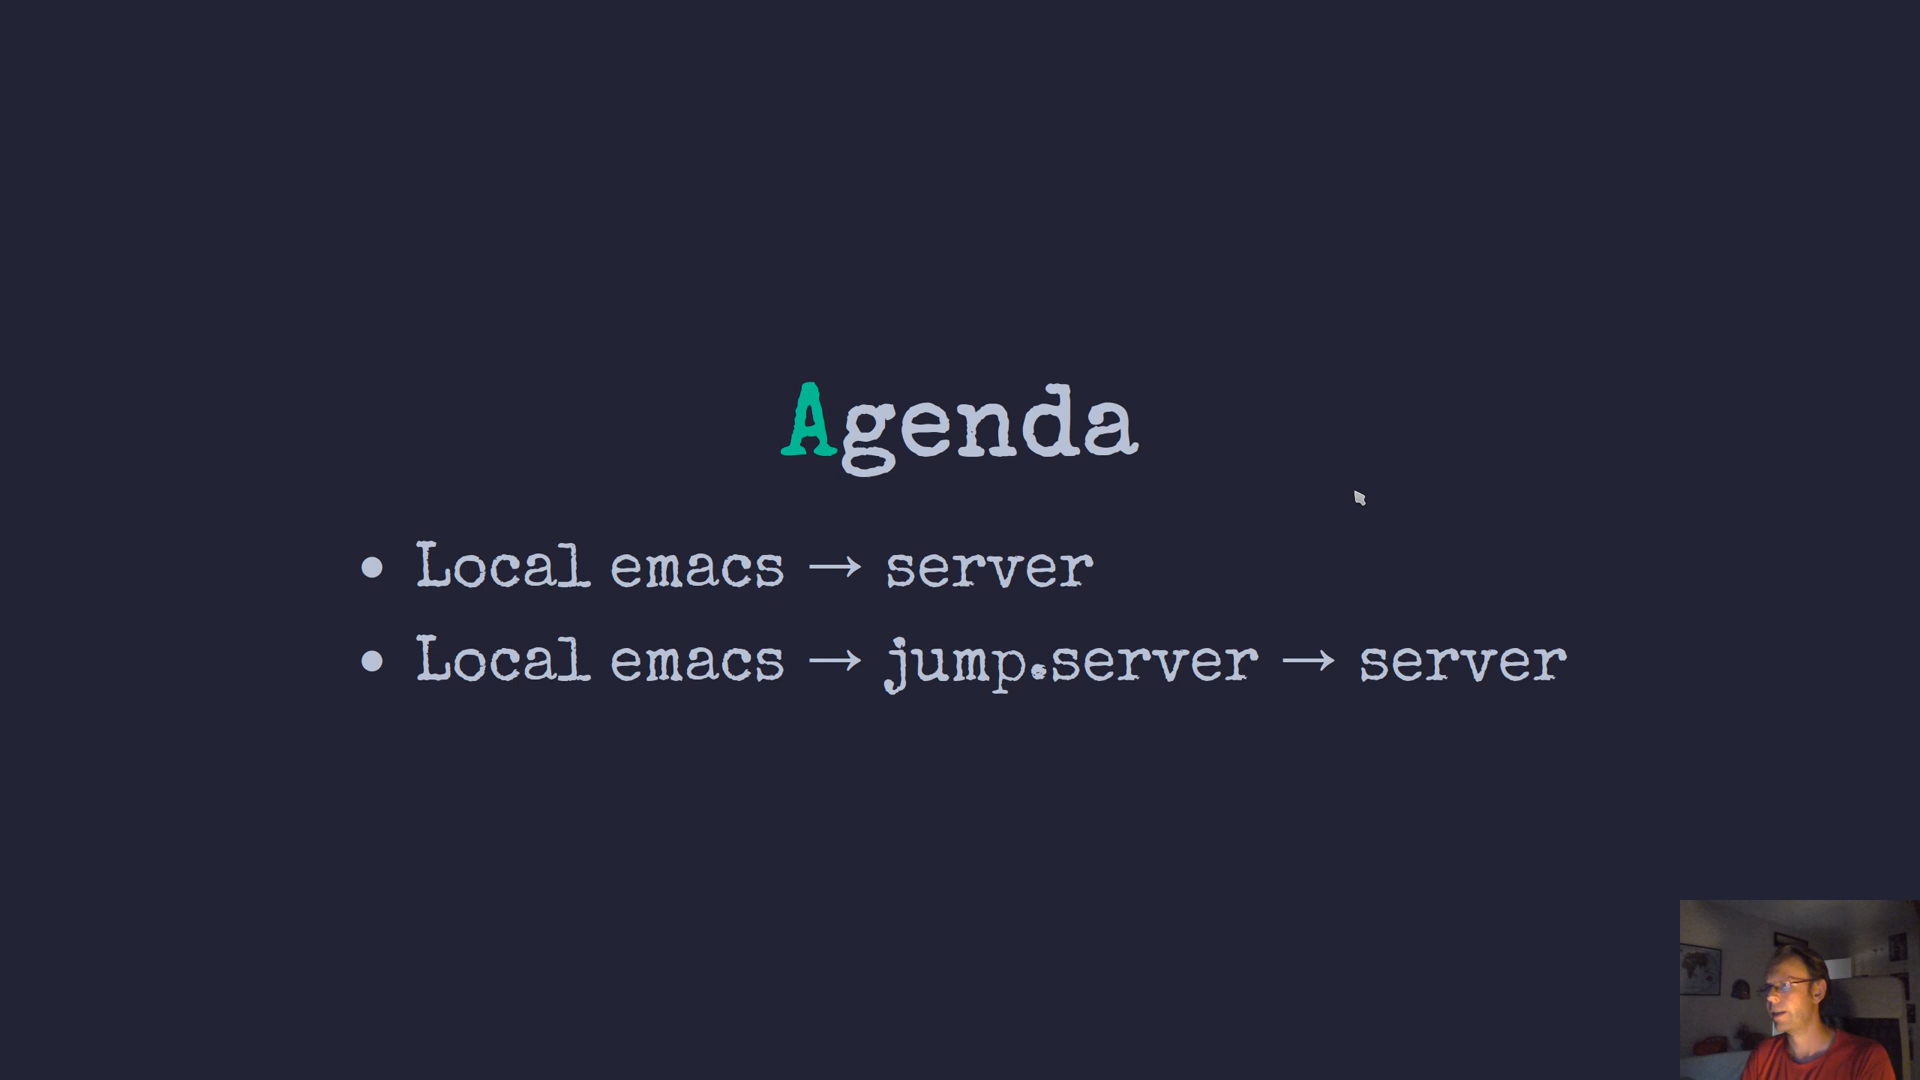 Agenda
• Local emacs → server
• Local emacs → jump.server → server